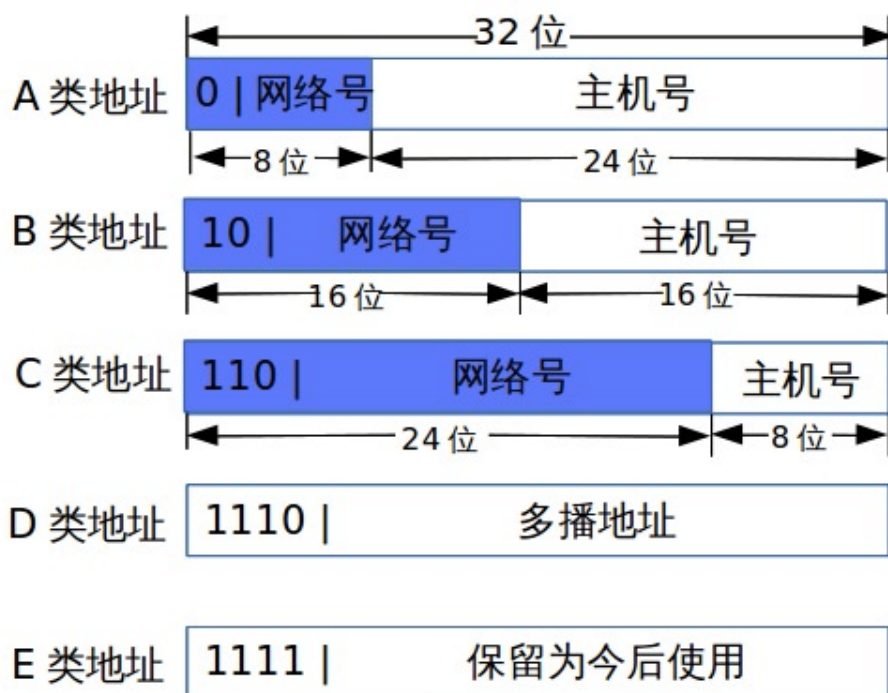 32 位
A 类地址 0 | 网络号 主机号
8 位 24 位
B 类地址 10 | 网络号 主机号
16 位 16 位
C 类地址 110 | 网络号 主机号
24 位 8 位
D 类地址 1110 | 多播地址
E 类地址 1111 | 保留为今后使用